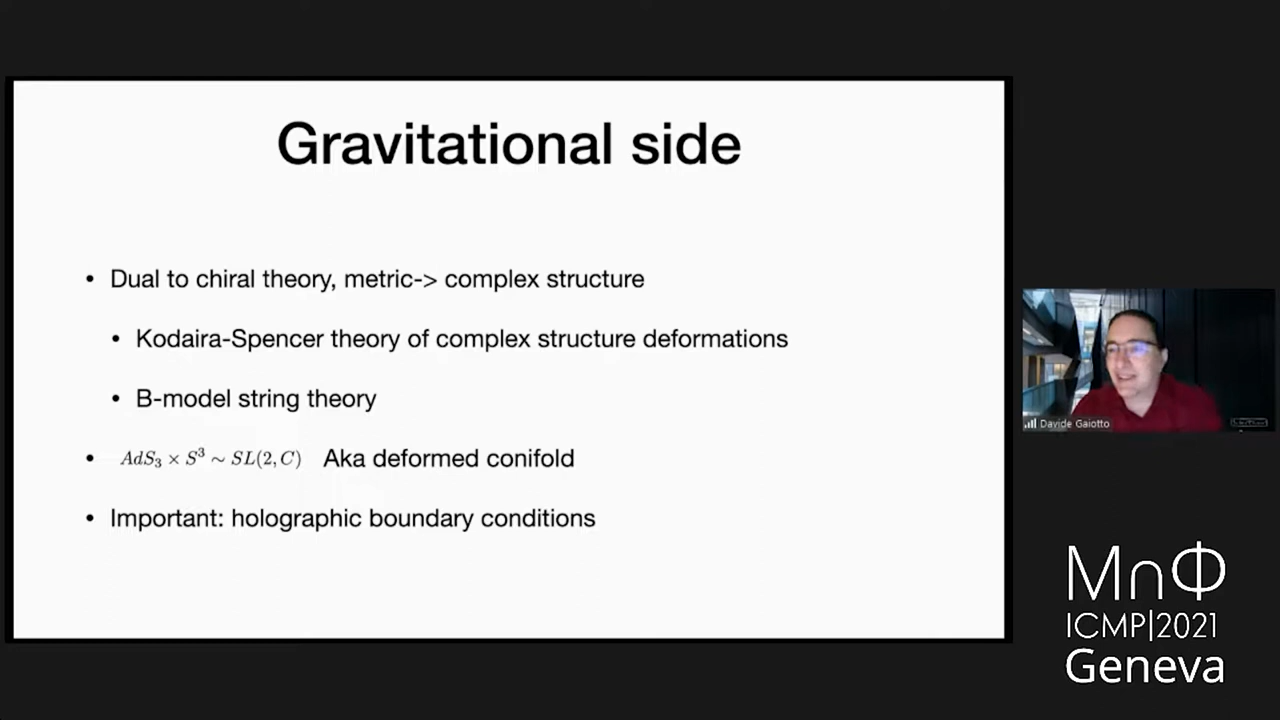 Gravitational side
• Dual to chiral theory, metric-> complex structure
• Kodaira-Spencer theory of complex structure deformations
• B-model string theory
• AdS₃ × S³ ∼ SL(2, C) Aka deformed conifold
• Important: holographic boundary conditions
Davide Gaiotto
M∩Φ
ICMP|2021
Geneva